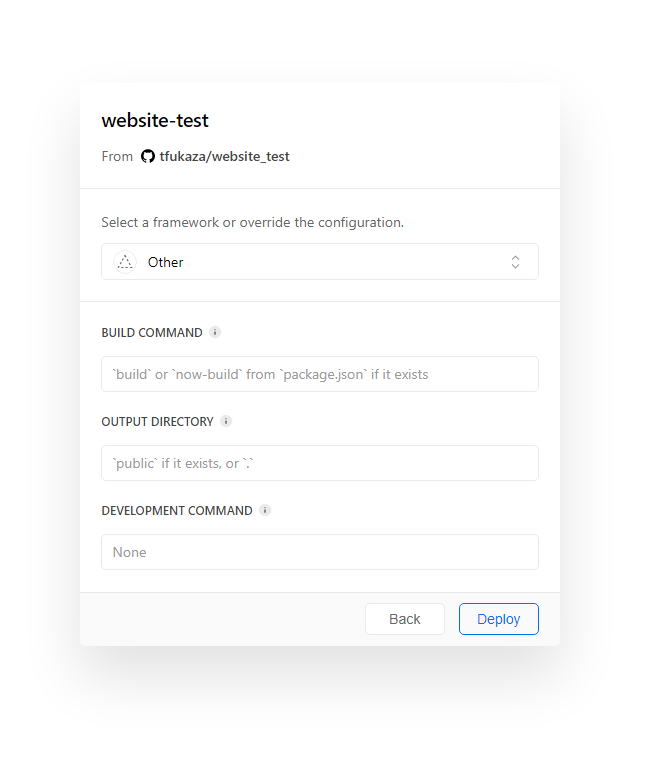 website-test
From tfukaza/website_test
Select a framework or override the configuration.
Other
BUILD COMMAND
`build` or `now-build` from `package.json` if it exists
OUTPUT DIRECTORY
`public` if it exists, or `.`
DEVELOPMENT COMMAND
None
Back Deploy